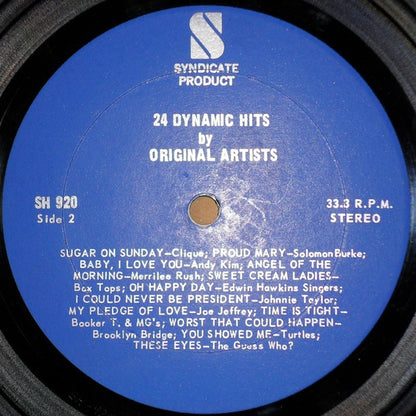 S
SYNDICATE
PRODUCT
24 DYNAMIC HITS
by
ORIGINAL ARTISTS
SH 920
Side 2
33.3 R.P.M.
STEREO
SUGAR ON SUNDAY—Clique; PROUD MARY—Solomon Burke;
BABY, I LOVE YOU—Andy Kim; ANGEL OF THE
MORNING—Merrilee Rush; SWEET CREAM LADIES—
Box Tops; OH HAPPY DAY—Edwin Hawkins Singers;
I COULD NEVER BE PRESIDENT—Johnnie Taylor;
MY PLEDGE OF LOVE—Joe Jeffrey; TIME IS TIGHT—
Booker T. & MG's; WORST THAT COULD HAPPEN—
Brooklyn Bridge; YOU SHOWED ME—Turtles;
THESE EYES—The Guess Who?